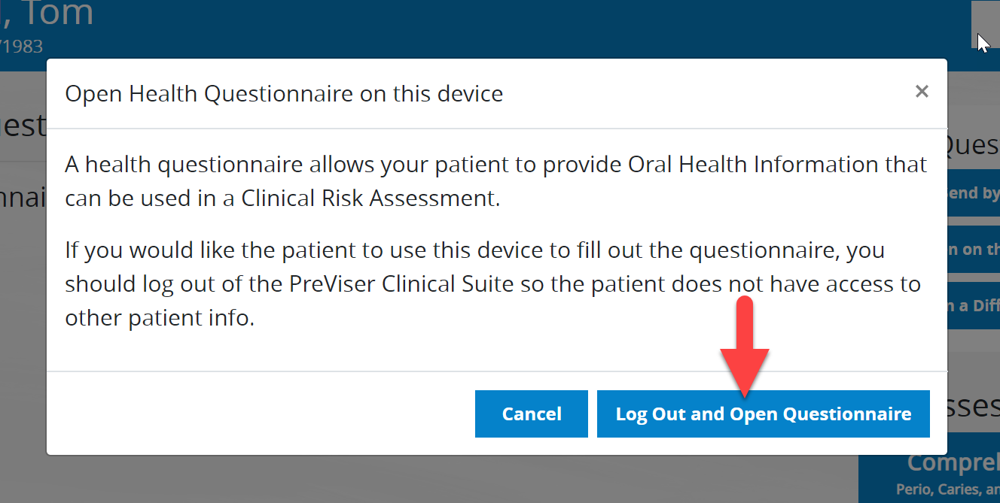 , Tom
/1983
Open Health Questionnaire on this device
×
A health questionnaire allows your patient to provide Oral Health Information that
can be used in a Clinical Risk Assessment.
If you would like the patient to use this device to fill out the questionnaire, you
should log out of the PreViser Clinical Suite so the patient does not have access to
other patient info.
Cancel
Log Out and Open Questionnaire
est
nnai
Ques
end by
n on th
n a Diff
sses
Compre
Perio, Caries, an